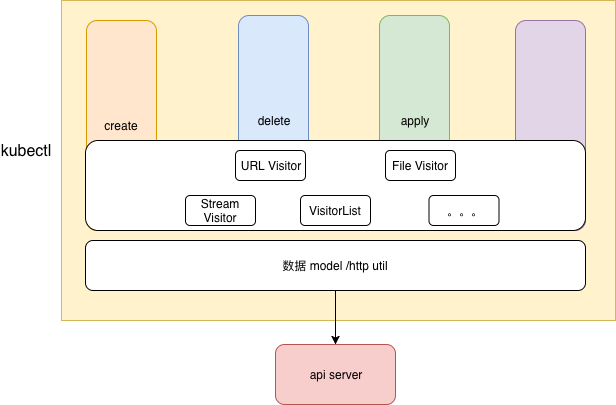 create
delete
apply
kubectl
URL Visitor
File Visitor
Stream
Visitor
VisitorList
。。。
数据 model /http util
api server